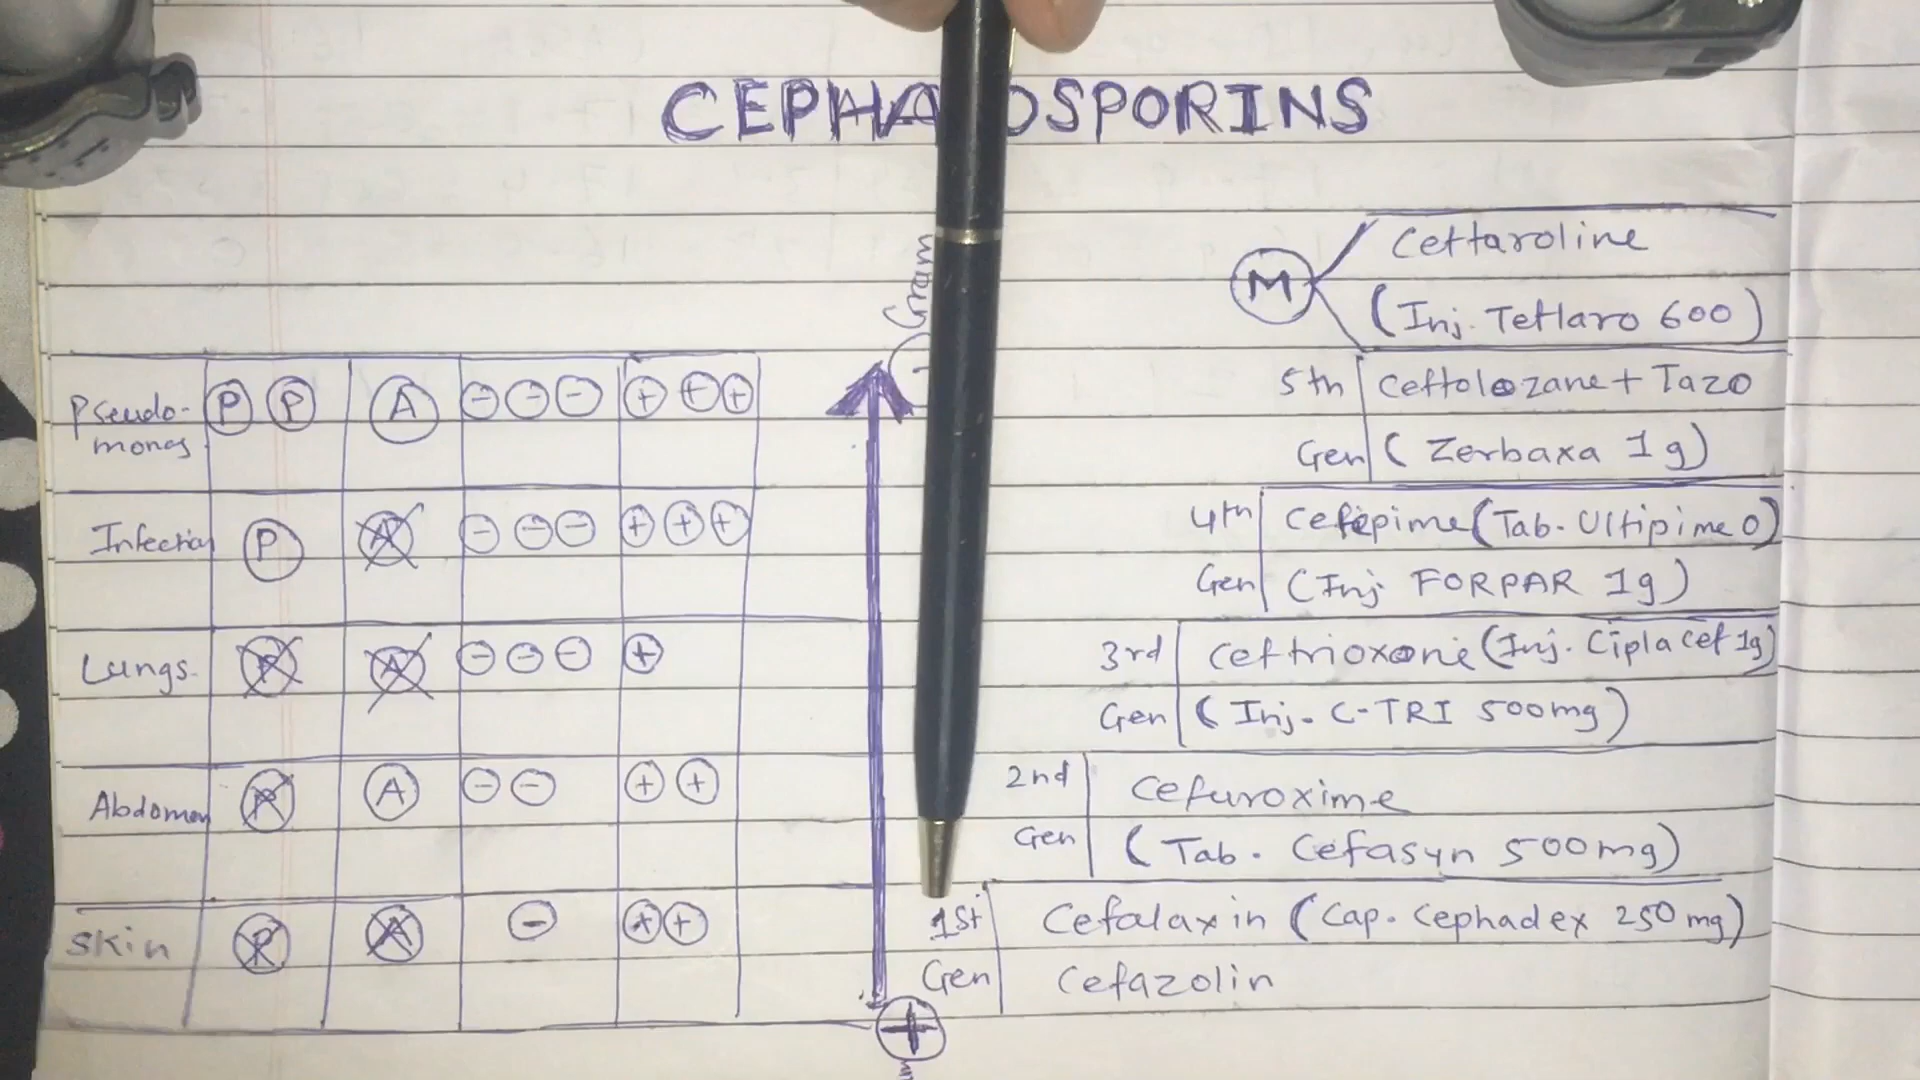 CEPHA OSPORINS
Gram
M
Ceftaroline
(Inj. Teflaro 600)
5th Gen
Ceftolozane + Tazo
(Zerbaxa 1g)
4th Gen
Cefepime (Tab. Ultipime O)
(Inj FORPAR 1g)
3rd Gen
Ceftrioxone (Inj. Ciplacef 1g)
(Inj. C-TRI 500mg)
2nd Gen
Cefuroxime
(Tab. Cefasyn 500mg)
1st Gen
Cefalaxin (Cap. Cephadex 250mg)
Cefazolin
Pseudo-
monas
P P A - - - + + +
Infection P A - - - + + +
Lungs. P A - - - +
Abdomen P A - - + +
Skin P A - + +
+